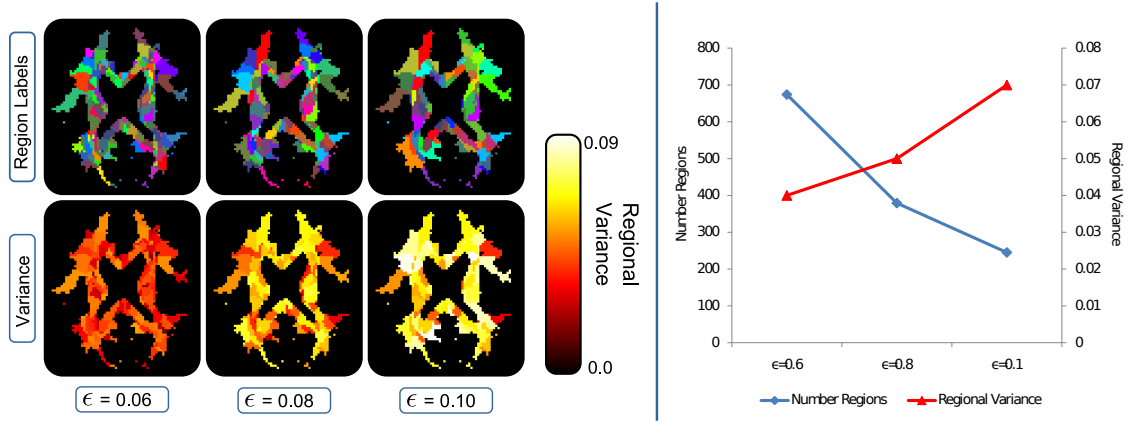 Region Labels
Variance
ϵ = 0.06
ϵ = 0.08
ϵ = 0.10
0.09
Regional
Variance
0.0
800
700
600
500
400
300
200
100
0
Number Regions
0.08
0.07
0.06
0.05
0.04
0.03
0.02
0.01
0
Regional Variance
ϵ=0.6
ϵ=0.8
ϵ=0.1
Number Regions
Regional Variance